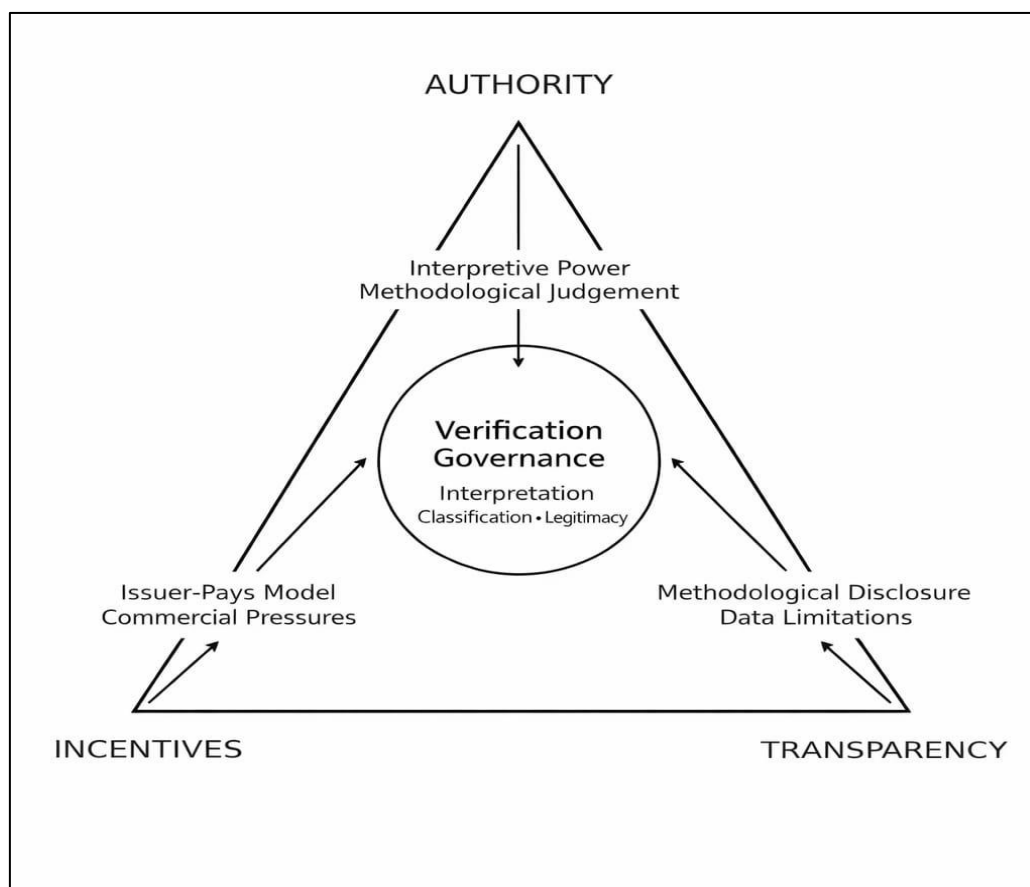 AUTHORITY
Interpretive Power
Methodological Judgement
Verification
Governance
Interpretation
Classification • Legitimacy
Issuer-Pays Model
Commercial Pressures
Methodological Disclosure
Data Limitations
INCENTIVES
TRANSPARENCY